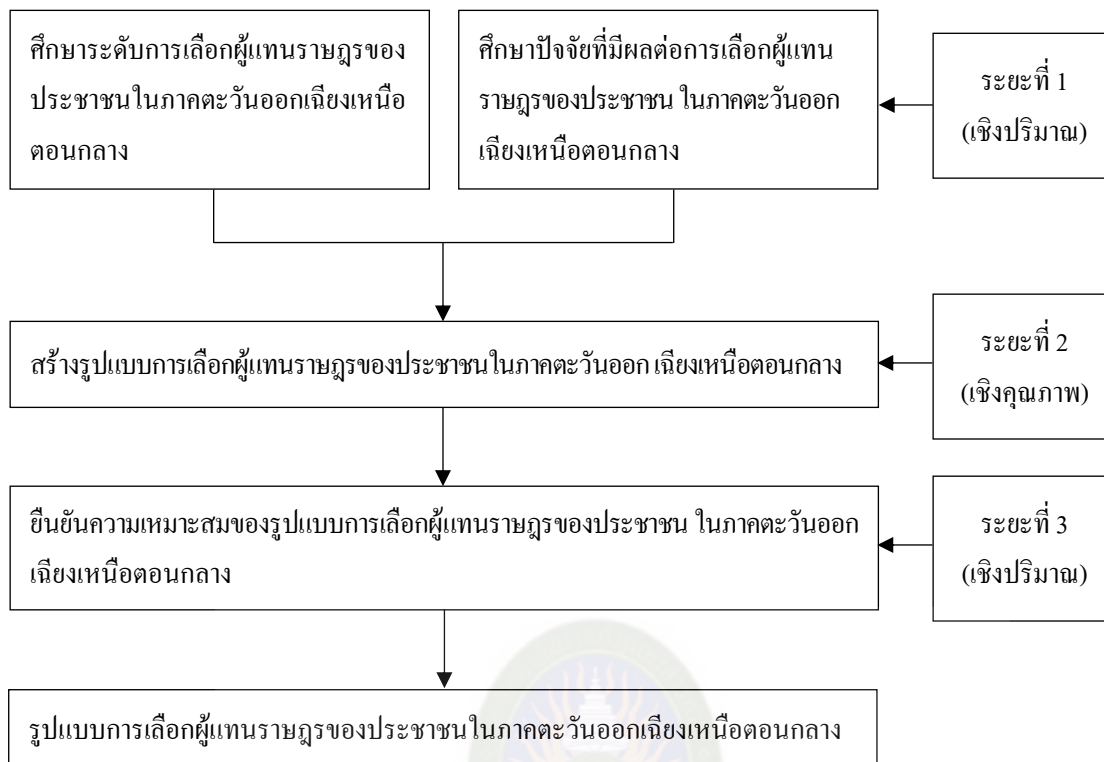 ศึกษาระดับการเลือกผู้แทนราษฎรของ
ประชาชนในภาคตะวันออกเฉียงเหนือ
ตอนกลาง
ศึกษาปัจจัยที่มีผลต่อการเลือกผู้แทน
ราษฎรของประชาชน ในภาคตะวันออก
เฉียงเหนือตอนกลาง
ระยะที่ 1
(เชิงปริมาณ)
สร้างรูปแบบการเลือกผู้แทนราษฎรของประชาชนในภาคตะวันออก เฉียงเหนือตอนกลาง
ระยะที่ 2
(เชิงคุณภาพ)
ยืนยันความเหมาะสมของรูปแบบการเลือกผู้แทนราษฎรของประชาชน ในภาคตะวันออก
เฉียงเหนือตอนกลาง
ระยะที่ 3
(เชิงปริมาณ)
รูปแบบการเลือกผู้แทนราษฎรของประชาชนในภาคตะวันออกเฉียงเหนือตอนกลาง